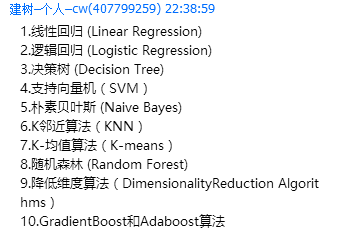 建树--个人--cw(407799259) 22:38:59
1.线性回归 (Linear Regression)
2.逻辑回归 (Logistic Regression)
3.决策树 (Decision Tree)
4.支持向量机（SVM）
5.朴素贝叶斯 (Naive Bayes)
6.K邻近算法（KNN）
7.K-均值算法（K-means）
8.随机森林 (Random Forest)
9.降低维度算法（DimensionalityReduction Algorit
hms）
10.GradientBoost和Adaboost算法